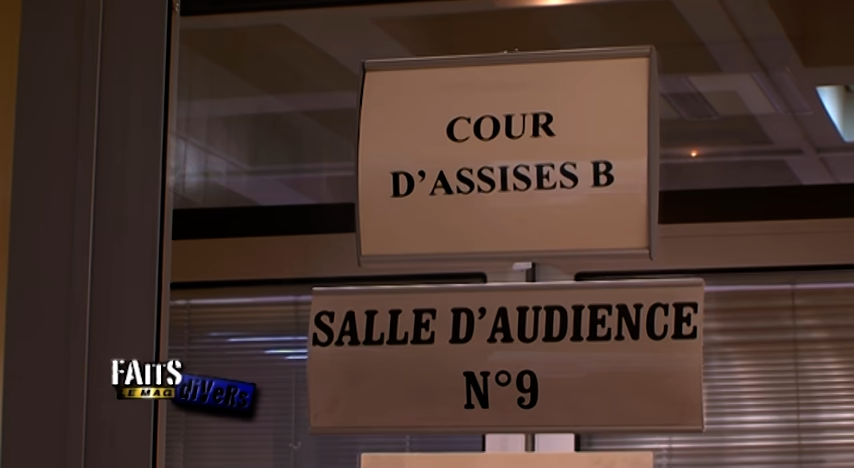 COUR
D'ASSISES B
SALLE D'AUDIENCE
N°9
FAITS
LE MAG
diVeRs